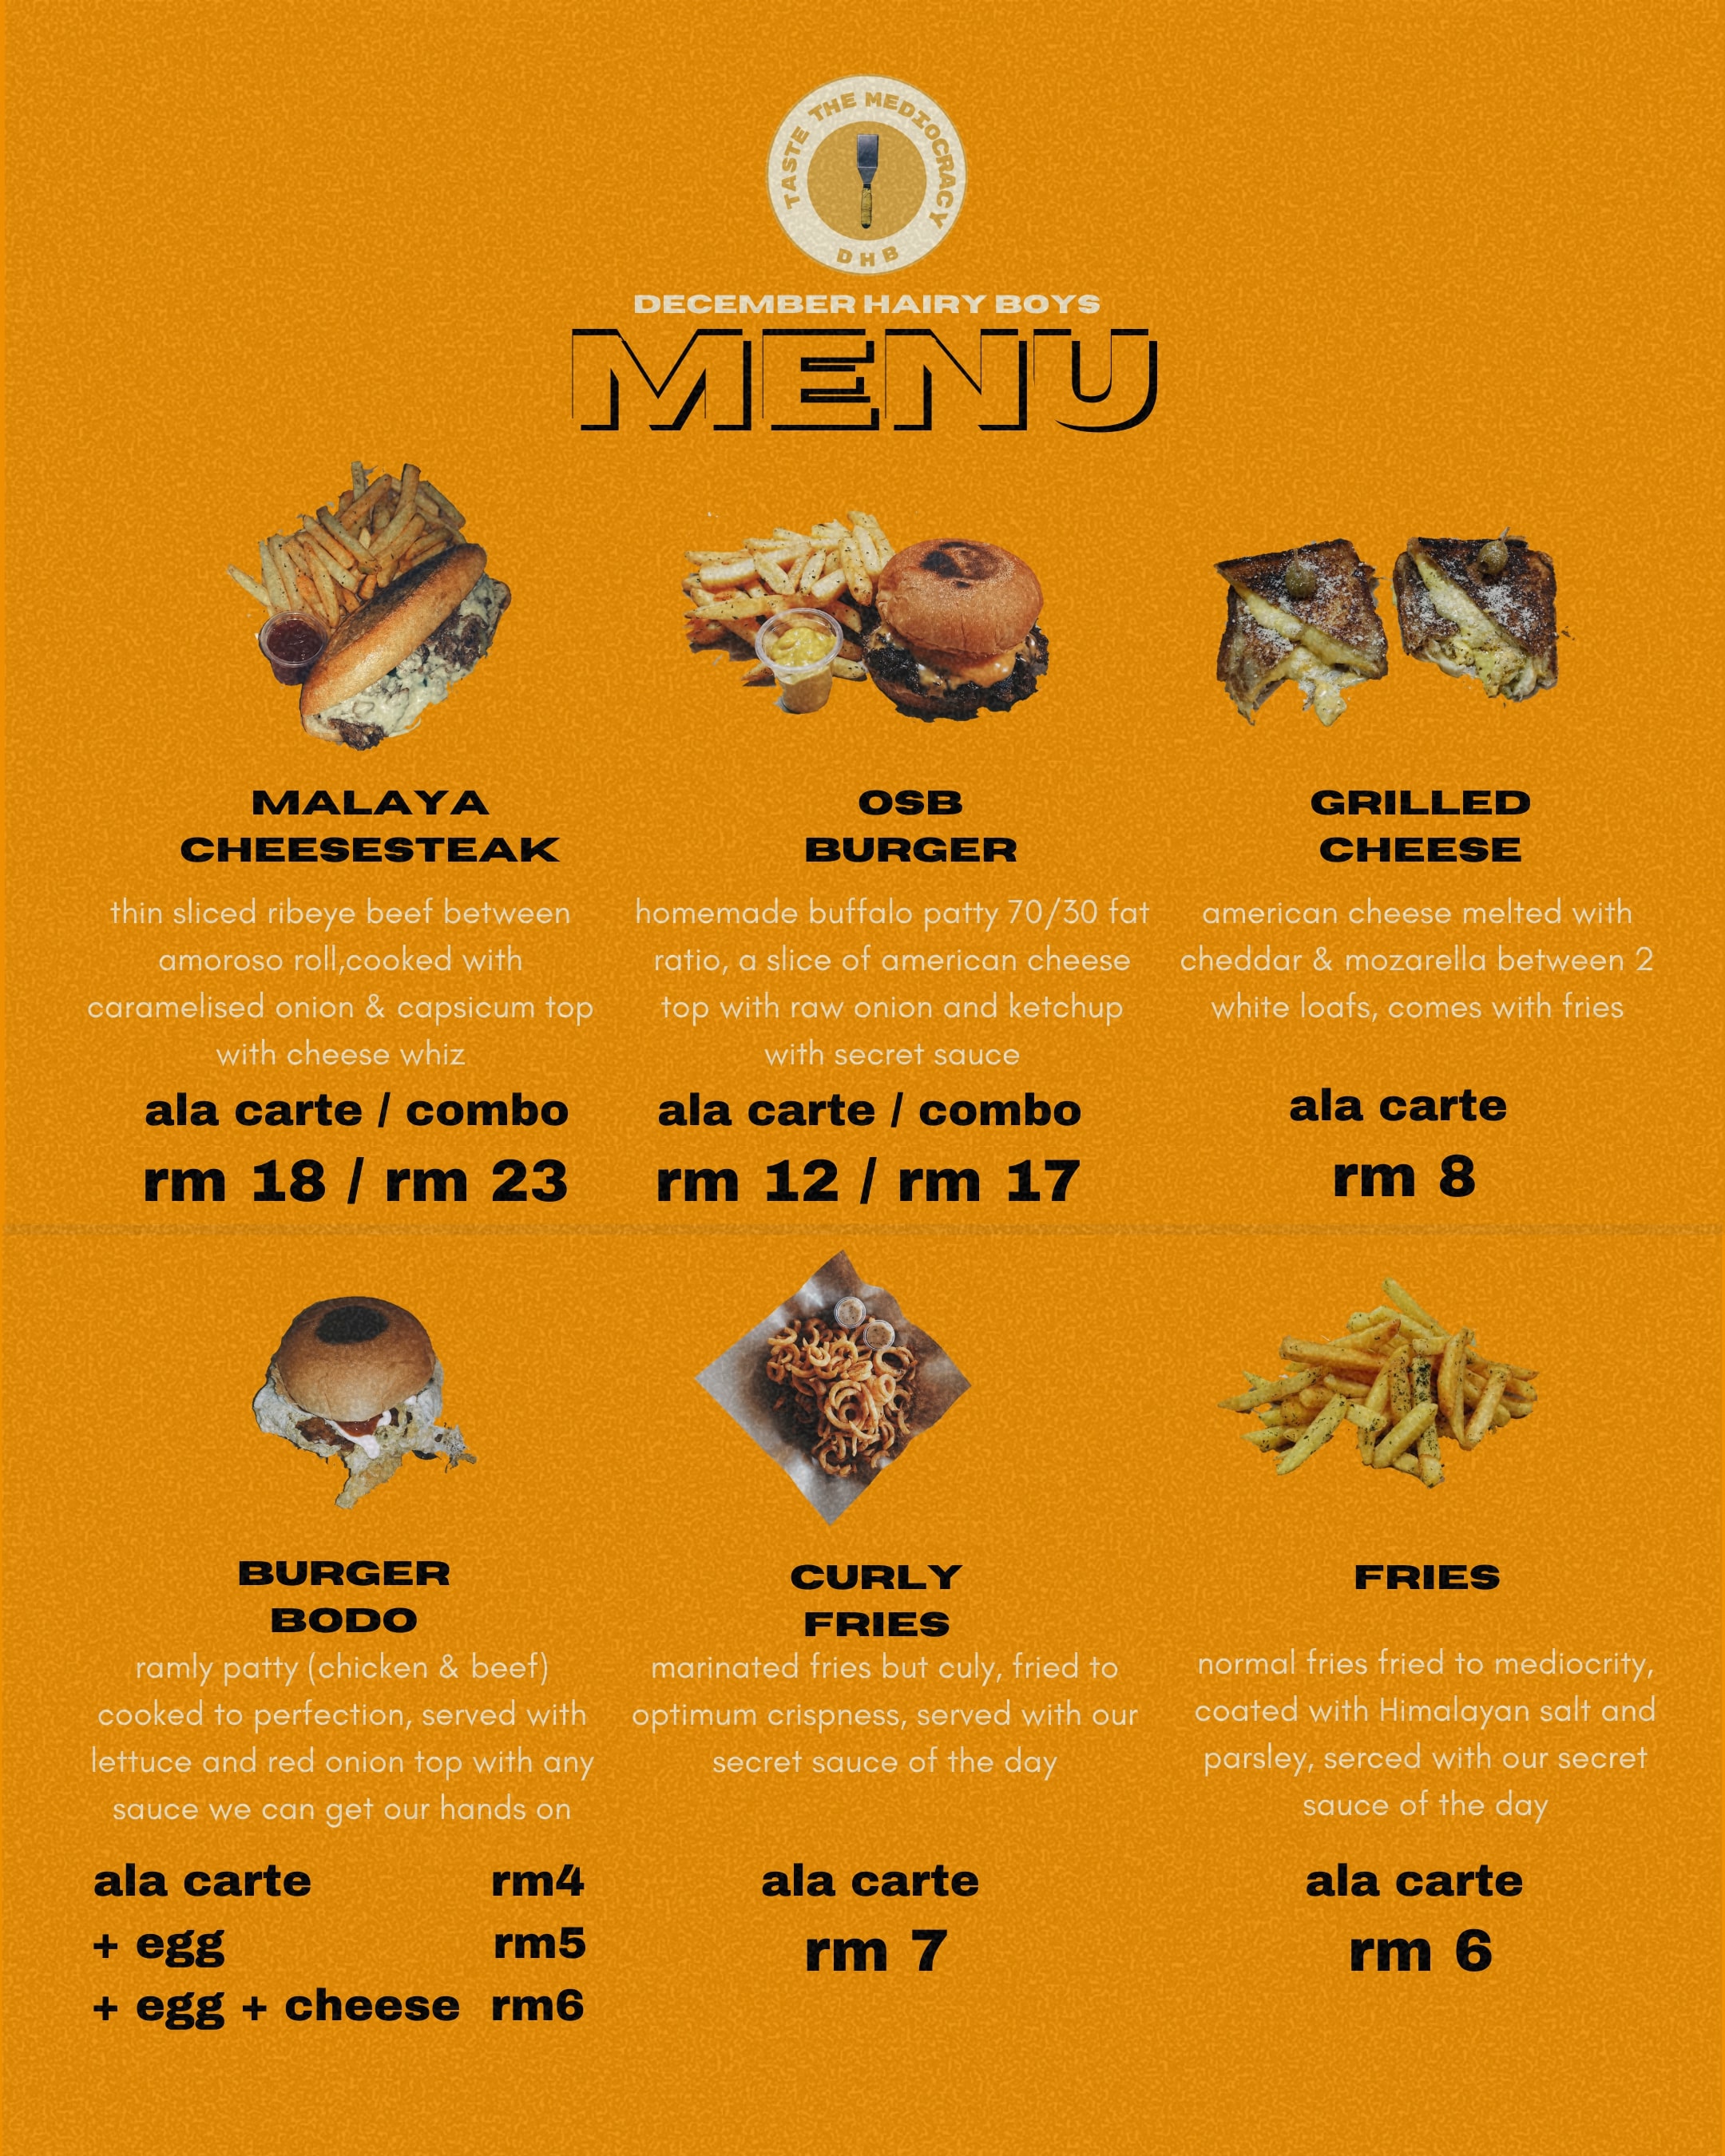 TASTE THE MEDIOCRACY
DHB
DECEMBER HAIRY BOYS
MENU
MALAYA
CHEESESTEAK
thin sliced ribeye beef between
amoroso roll,cooked with
caramelised onion & capsicum top
with cheese whiz
ala carte / combo
rm 18 / rm 23
OSB
BURGER
homemade buffalo patty 70/30 fat
ratio, a slice of american cheese
top with raw onion and ketchup
with secret sauce
ala carte / combo
rm 12 / rm 17
GRILLED
CHEESE
american cheese melted with
cheddar & mozarella between 2
white loafs, comes with fries
ala carte
rm 8
BURGER
BODO
ramly patty (chicken & beef)
cooked to perfection, served with
lettuce and red onion top with any
sauce we can get our hands on
ala carte rm4
+ egg rm5
+ egg + cheese rm6
CURLY
FRIES
marinated fries but culy, fried to
optimum crispness, served with our
secret sauce of the day
ala carte
rm 7
FRIES
normal fries fried to mediocrity,
coated with Himalayan salt and
parsley, serced with our secret
sauce of the day
ala carte
rm 6